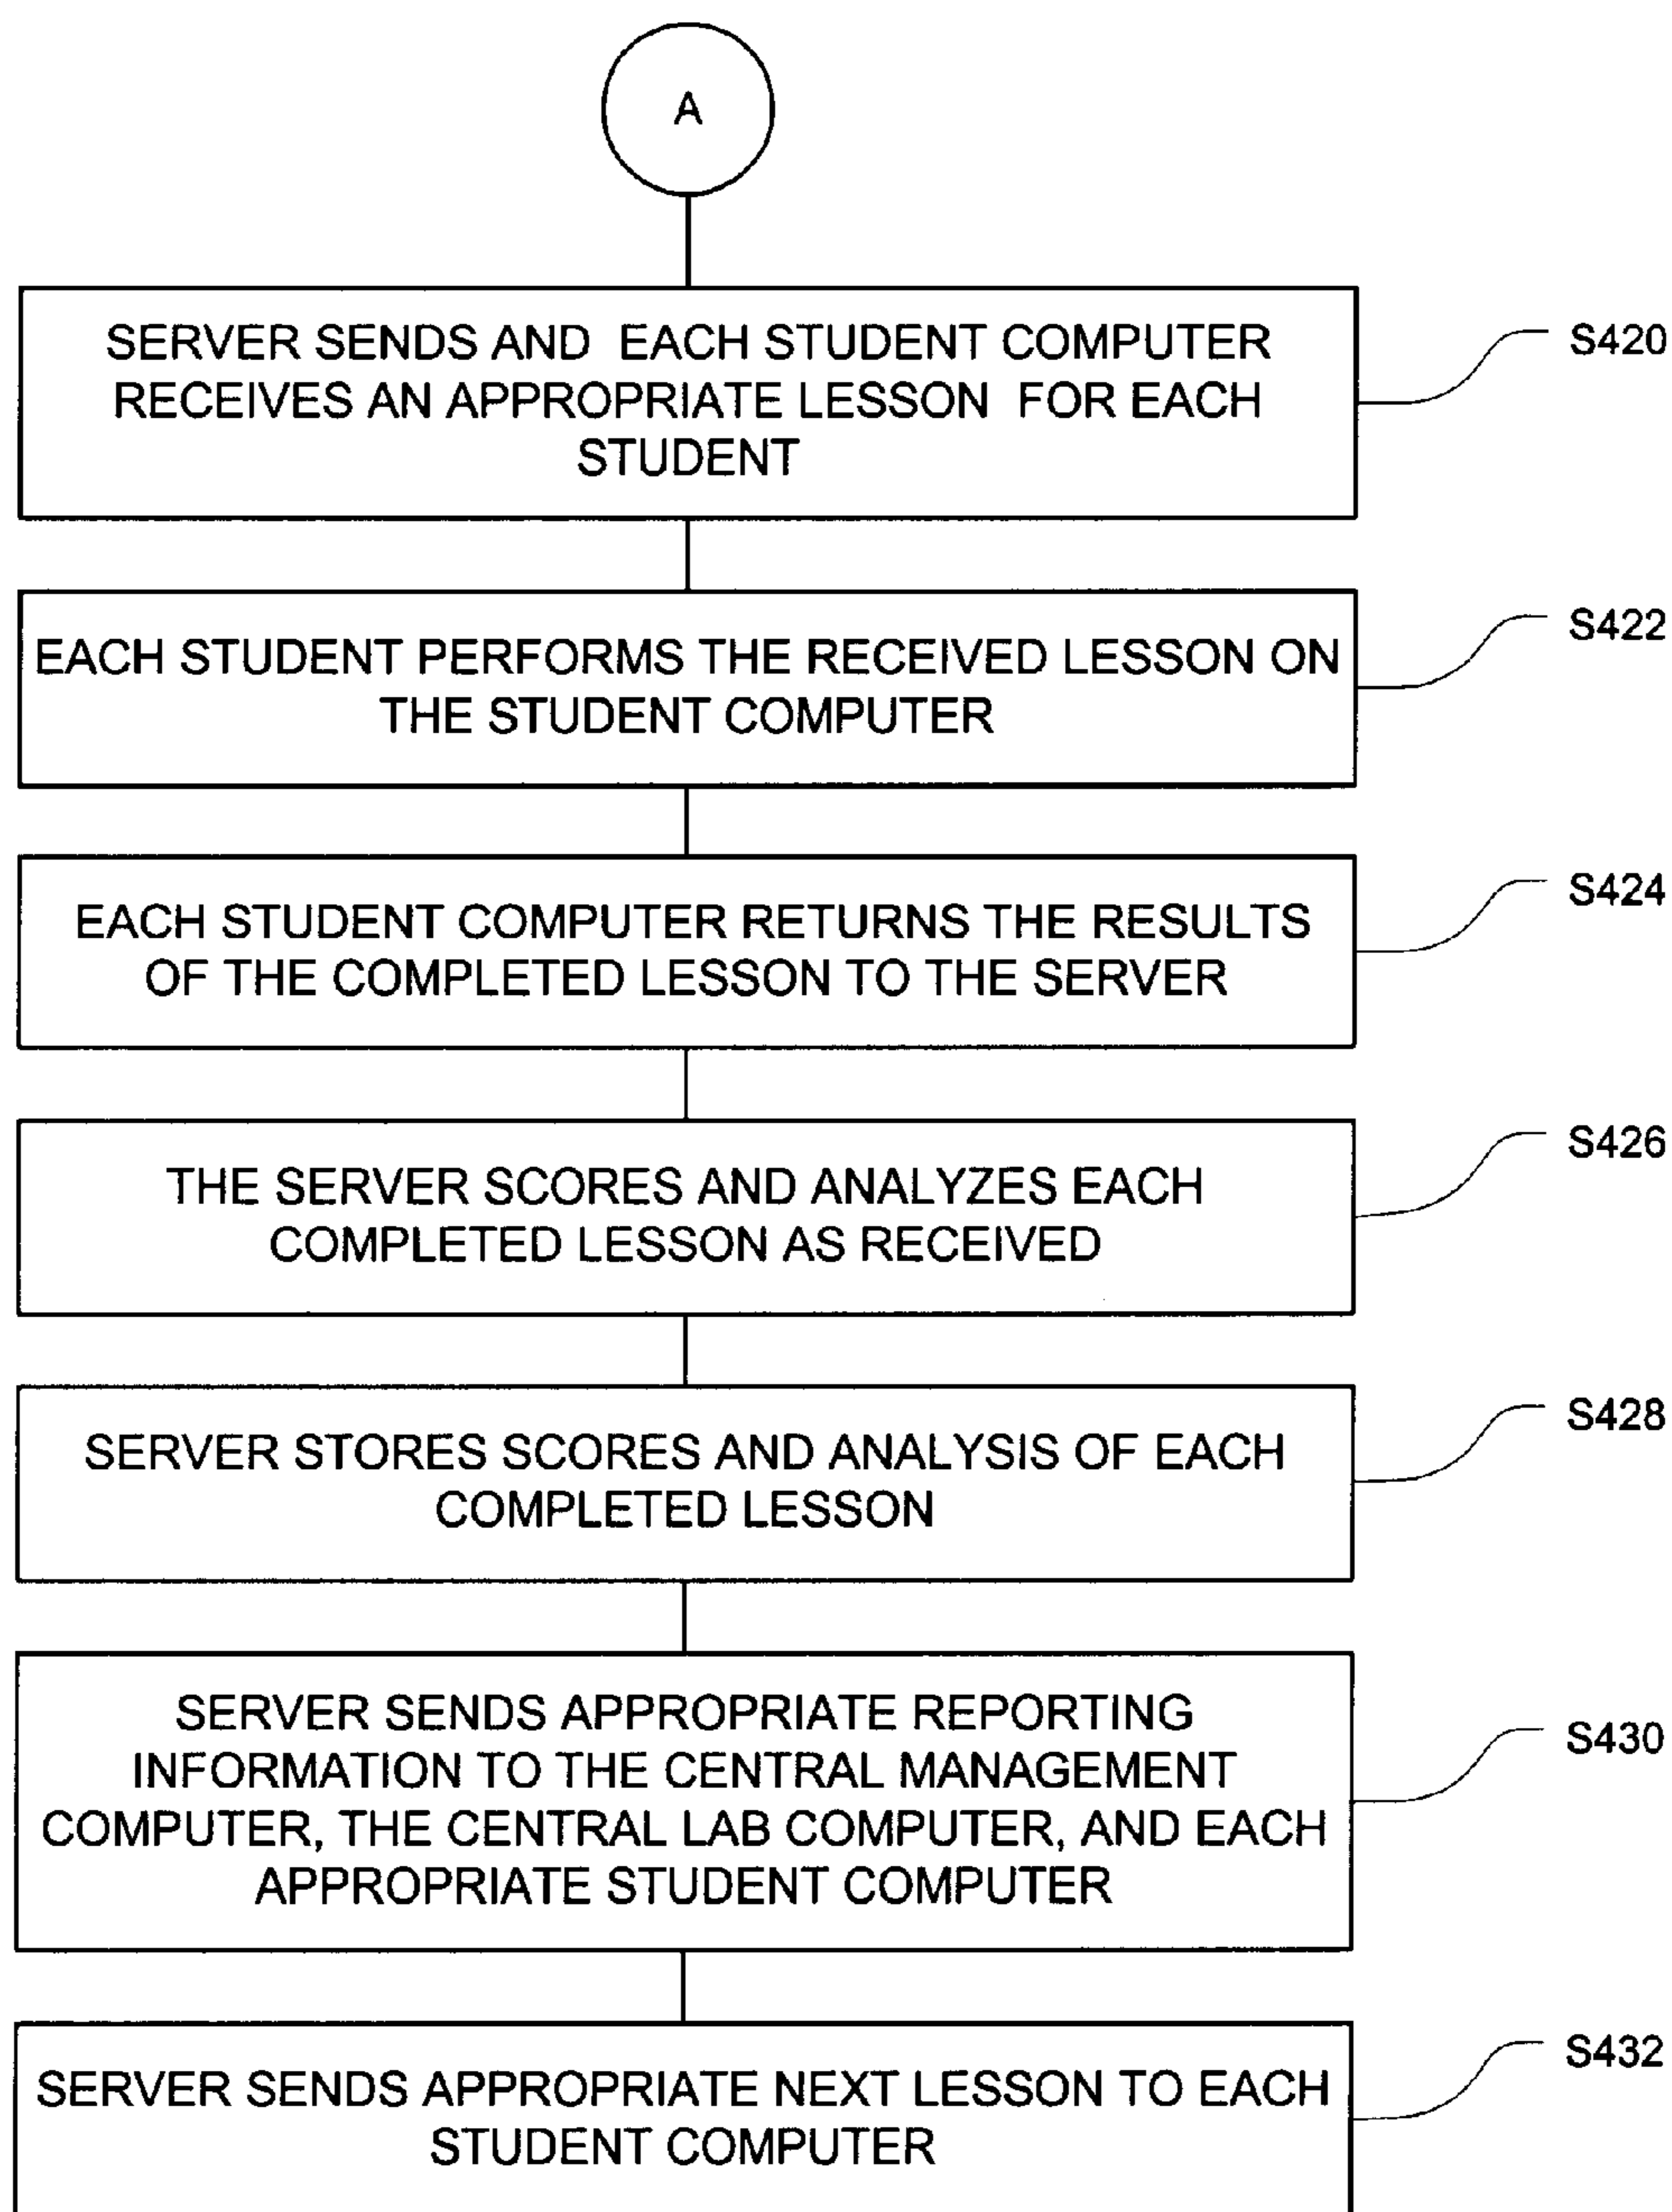 A
SERVER SENDS AND EACH STUDENT COMPUTER
RECEIVES AN APPROPRIATE LESSON FOR EACH
STUDENT
S420
EACH STUDENT PERFORMS THE RECEIVED LESSON ON
THE STUDENT COMPUTER
S422
EACH STUDENT COMPUTER RETURNS THE RESULTS
OF THE COMPLETED LESSON TO THE SERVER
S424
THE SERVER SCORES AND ANALYZES EACH
COMPLETED LESSON AS RECEIVED
S426
SERVER STORES SCORES AND ANALYSIS OF EACH
COMPLETED LESSON
S428
SERVER SENDS APPROPRIATE REPORTING
INFORMATION TO THE CENTRAL MANAGEMENT
COMPUTER, THE CENTRAL LAB COMPUTER, AND EACH
APPROPRIATE STUDENT COMPUTER
S430
SERVER SENDS APPROPRIATE NEXT LESSON TO EACH
STUDENT COMPUTER
S432